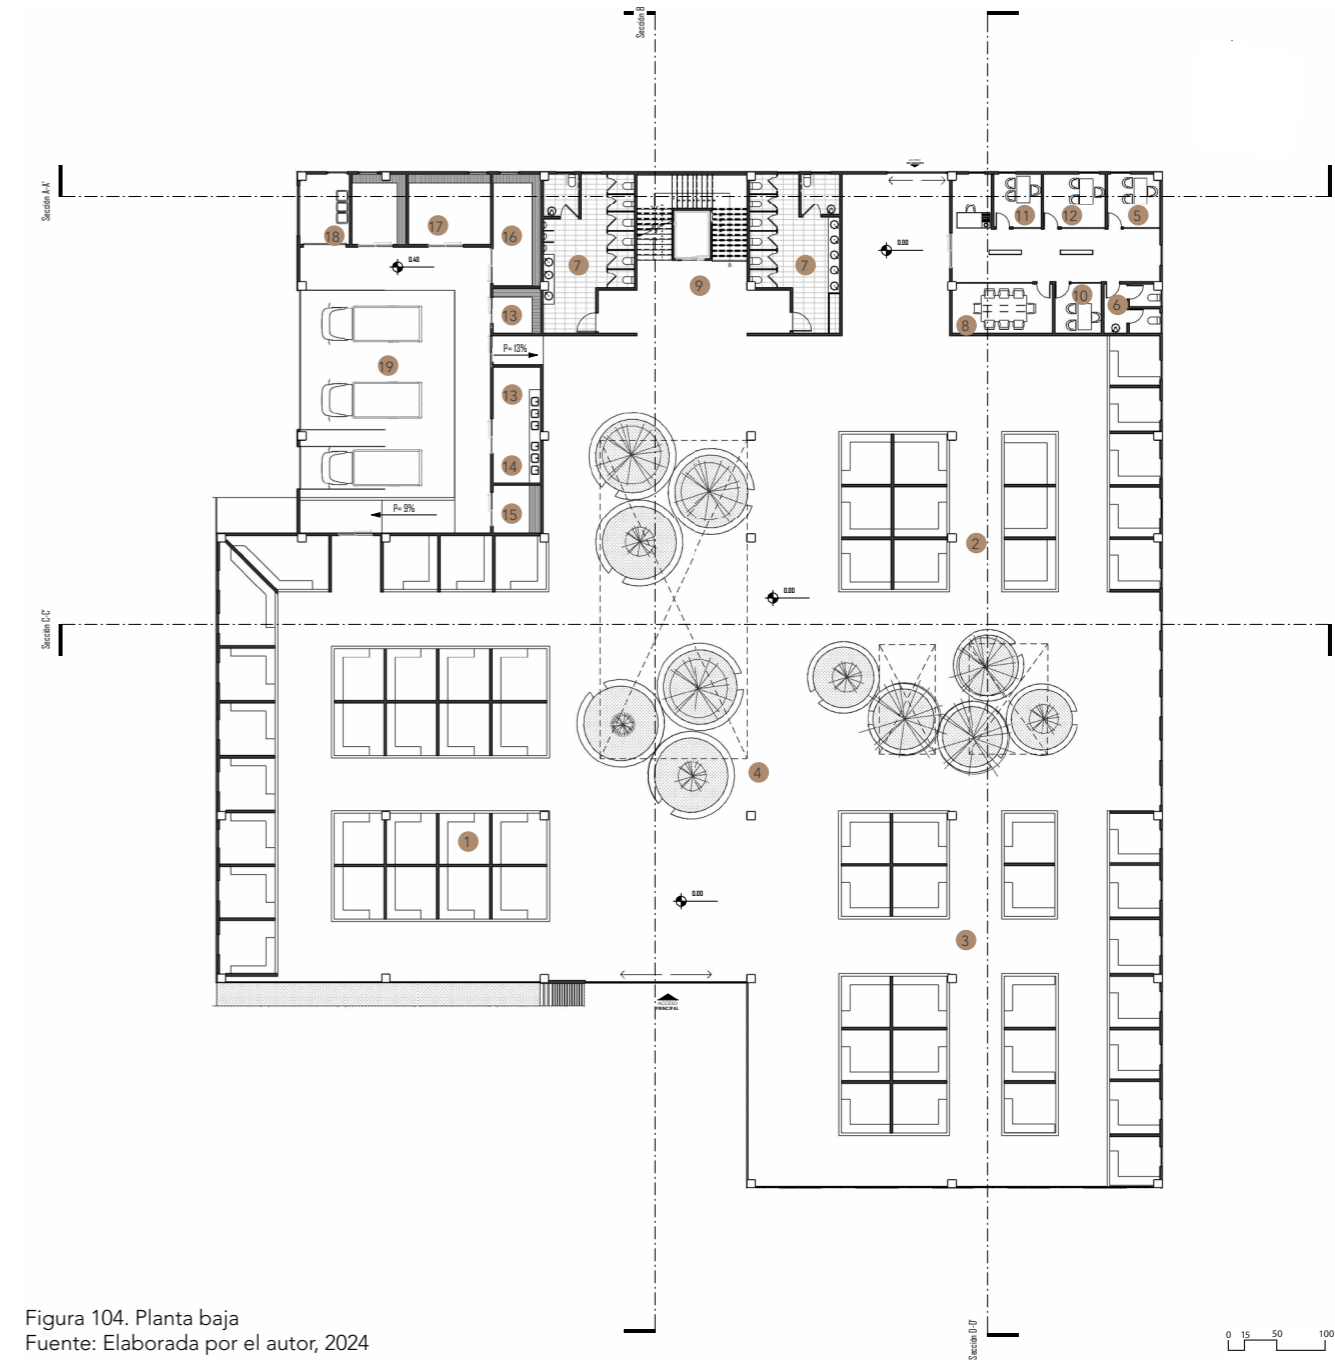 Sección B
Sección A-A'
18
17
16
7
9
7
11
12
5
0.40
0.00
10
6
8
13
19
P= 13%
13
14
15
P= 9%
2
0.00
Sección C-C'
4
1
0.00
3
ACCESO
PRINCIPAL
Sección D-D'
Figura 104. Planta baja
Fuente: Elaborada por el autor, 2024
0 15 50 100